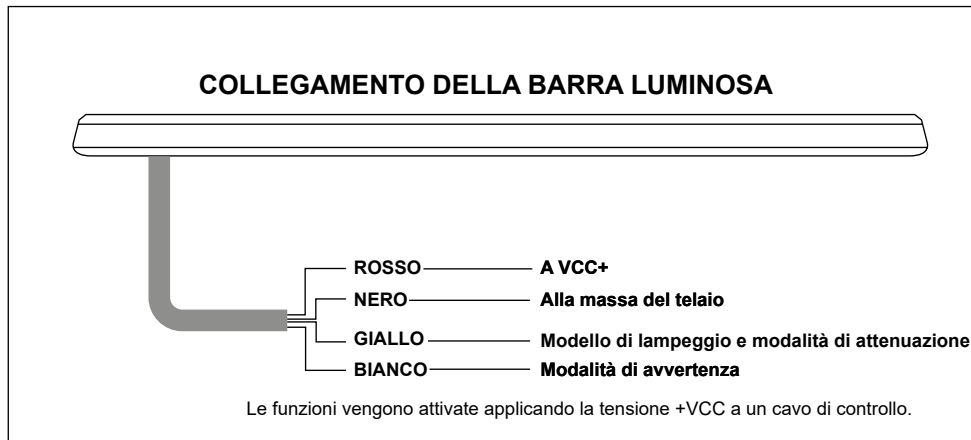 COLLEGAMENTO DELLA BARRA LUMINOSA
ROSSO A VCC+
NERO Alla massa del telaio
GIALLO Modello di lampeggio e modalità di attenuazione
BIANCO Modalità di avvertenza
Le funzioni vengono attivate applicando la tensione +VCC a un cavo di controllo.